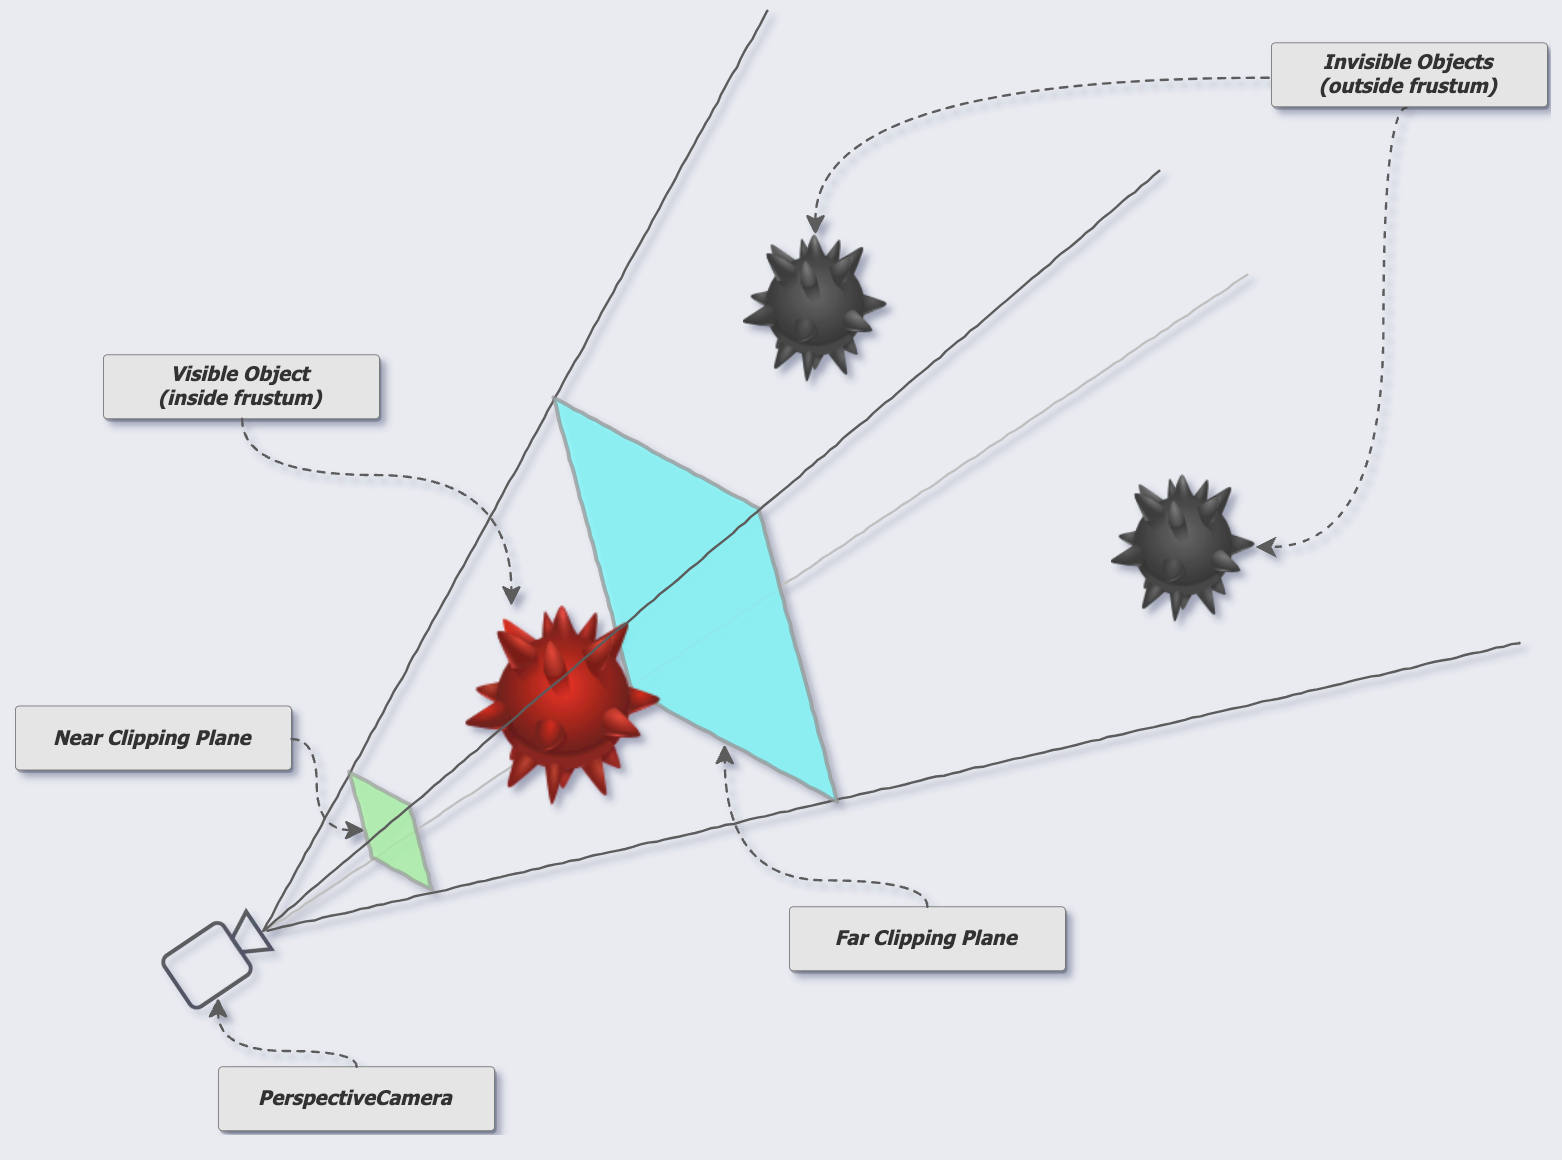 Invisible Objects
(outside frustum)
Visible Object
(inside frustum)
Near Clipping Plane
Far Clipping Plane
PerspectiveCamera